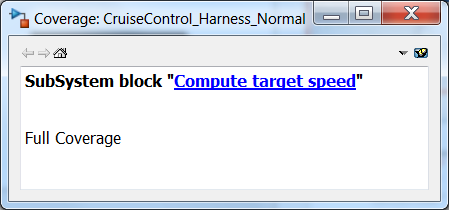 Coverage: CruiseControl_Harness_Normal
SubSystem block "Compute target speed"
Full Coverage